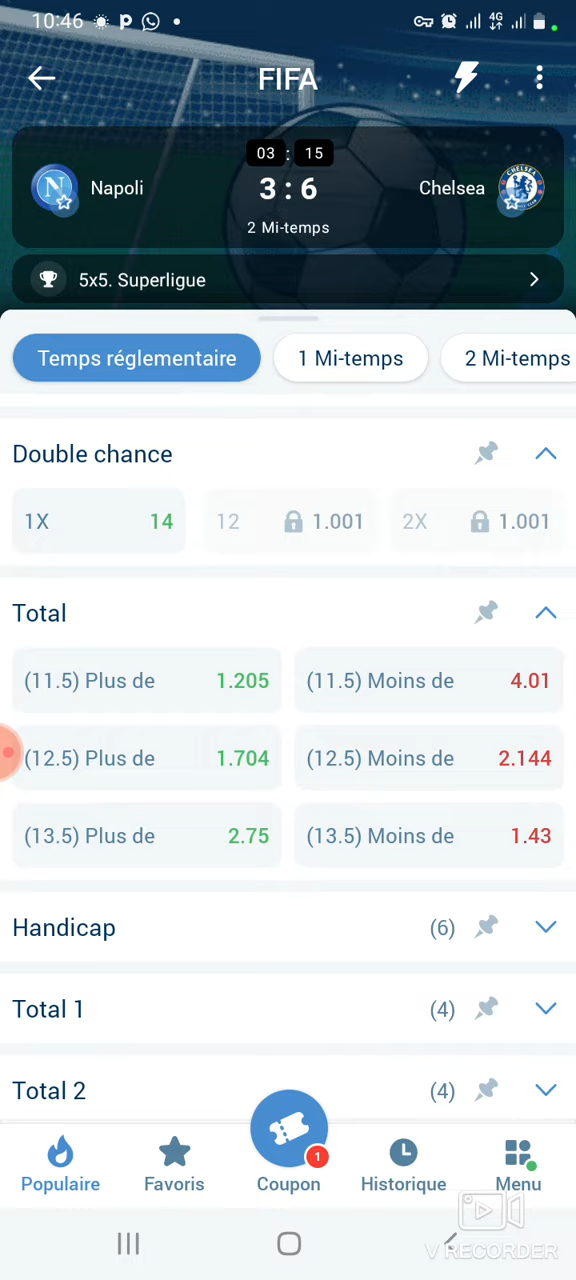 10:46 4G
FIFA
03 : 15
Napoli 3 : 6 Chelsea
2 Mi-temps
5x5. Superligue
Temps réglementaire 1 Mi-temps 2 Mi-temps
Double chance
1X 14 12 1.001 2X 1.001
Total
(11.5) Plus de 1.205 (11.5) Moins de 4.01
(12.5) Plus de 1.704 (12.5) Moins de 2.144
(13.5) Plus de 2.75 (13.5) Moins de 1.43
Handicap (6)
Total 1 (4)
Total 2 (4)
1
Populaire Favoris Coupon Historique Menu
V RECORDER